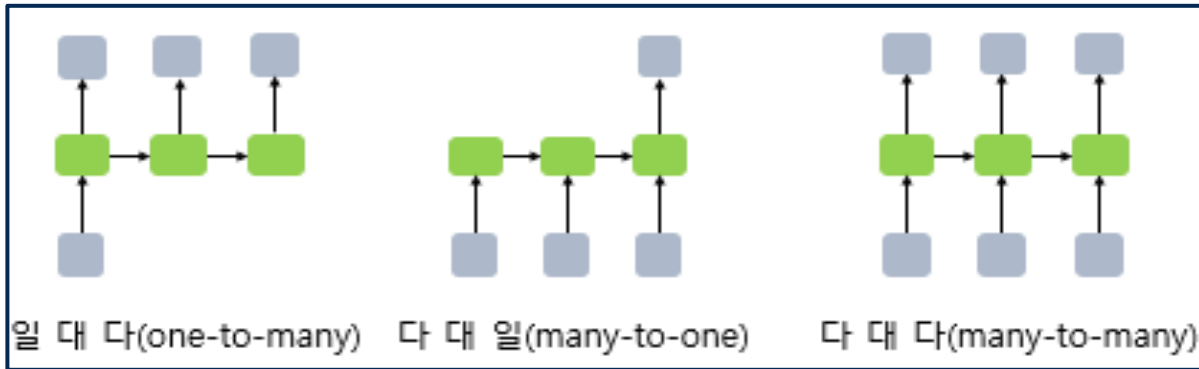 일 대 다(one-to-many)
다 대 일(many-to-one)
다 대 다(many-to-many)